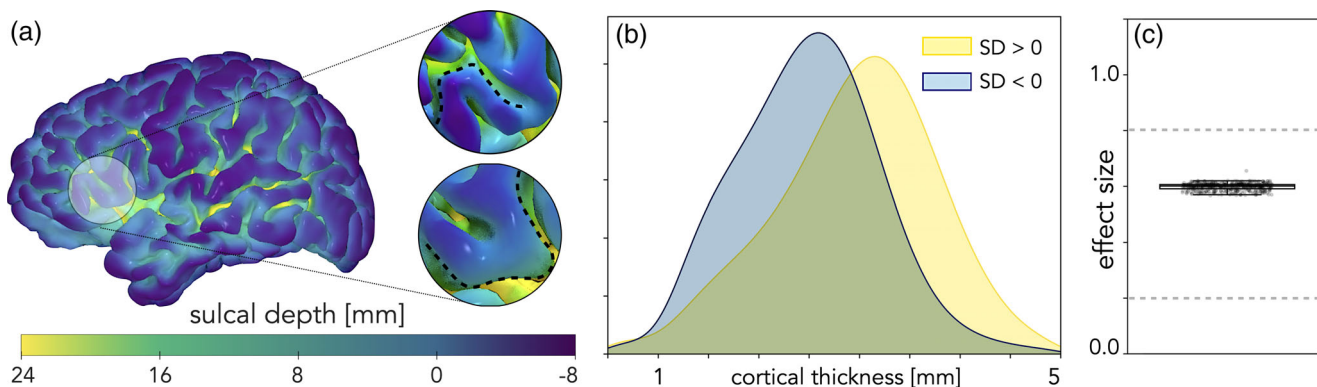 (a)
sulcal depth [mm]
24 16 8 0 -8
(b)
SD > 0
SD < 0
1 cortical thickness [mm] 5
(c)
1.0
effect size
0.0